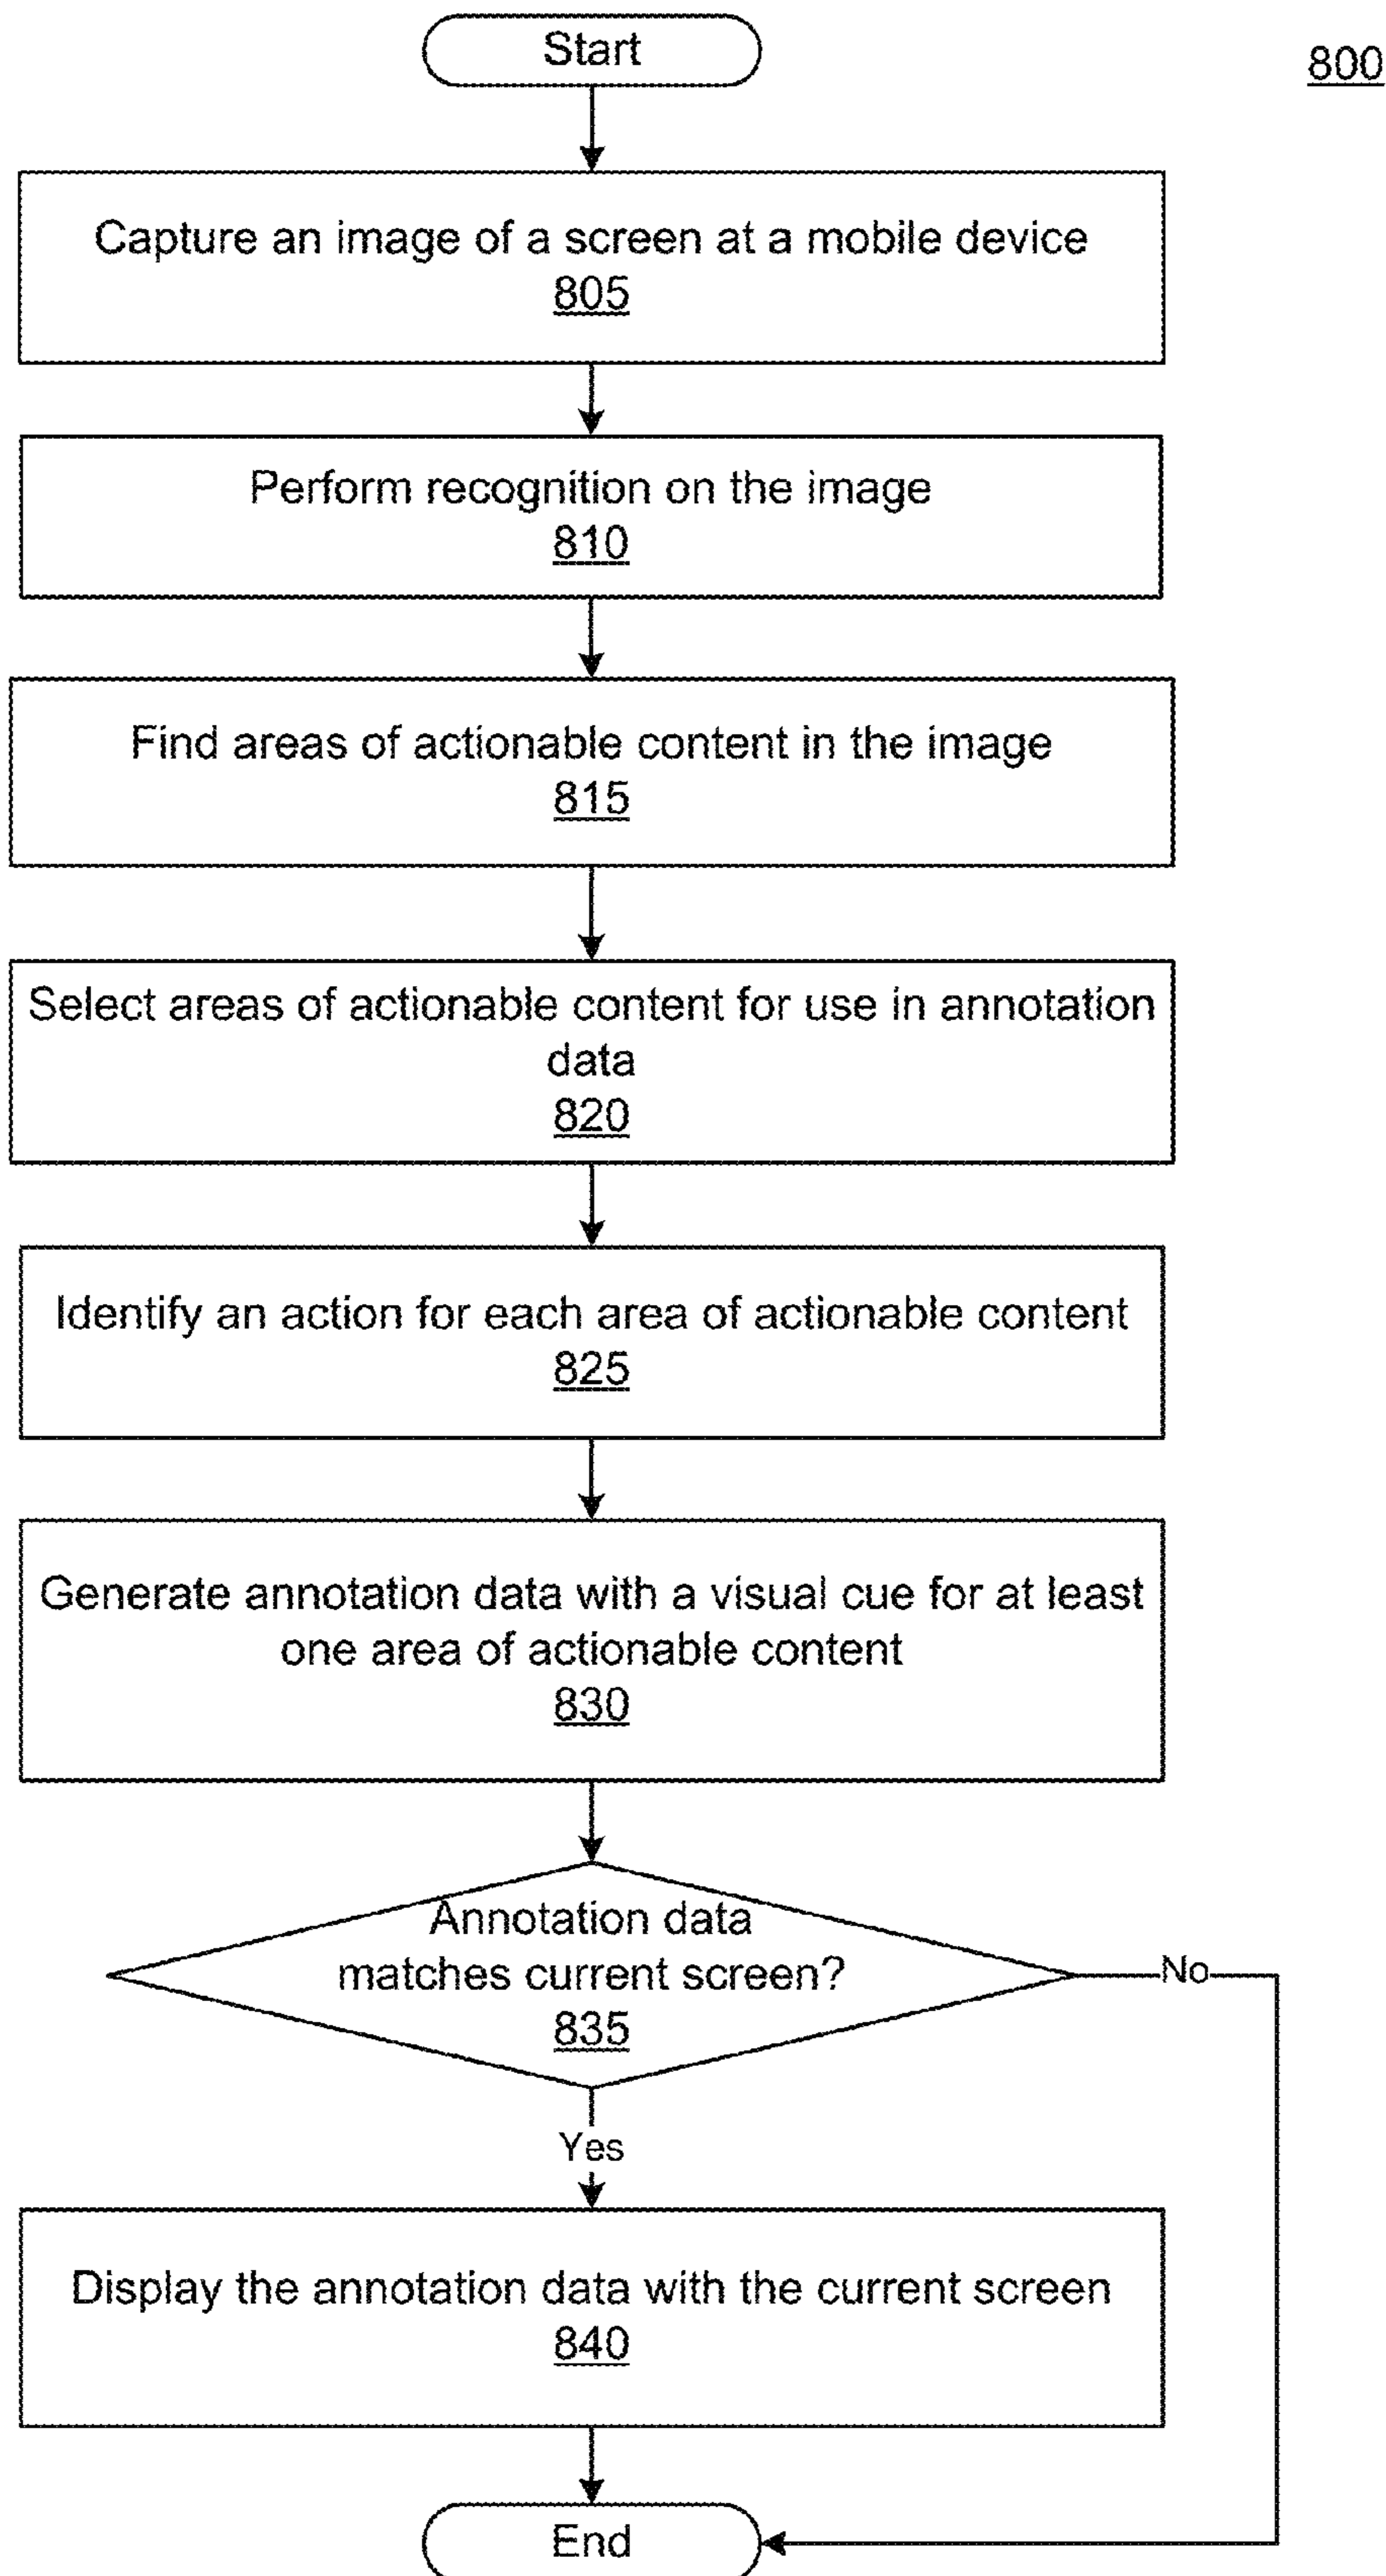 Start
800
Capture an image of a screen at a mobile device
805
Perform recognition on the image
810
Find areas of actionable content in the image
815
Select areas of actionable content for use in annotation
data
820
Identify an action for each area of actionable content
825
Generate annotation data with a visual cue for at least
one area of actionable content
830
Annotation data
matches current screen?
835
No
Yes
Display the annotation data with the current screen
840
End